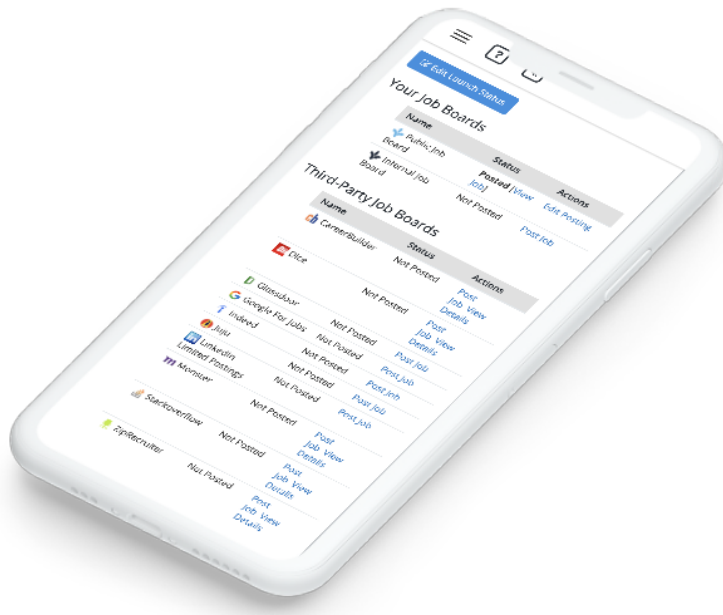 Edit Launch Status
Your Job Boards
Name Status Actions
Public Job Board Posted [View Job] Edit Posting
Internal Job Board Not Posted Post Job
Third-Party Job Boards
Name Status Actions
CareerBuilder Not Posted Post Job View Details
Dice Not Posted Post Job View Details
Glassdoor Not Posted Post Job
Google For Jobs Not Posted Post Job
Indeed Not Posted Post Job
Juju Not Posted Post Job
Linkedin Limited Postings Not Posted
Monster Not Posted Post Job View Details
Stackoverflow Not Posted Post Job View Details
ZipRecruiter Not Posted Post Job View Details